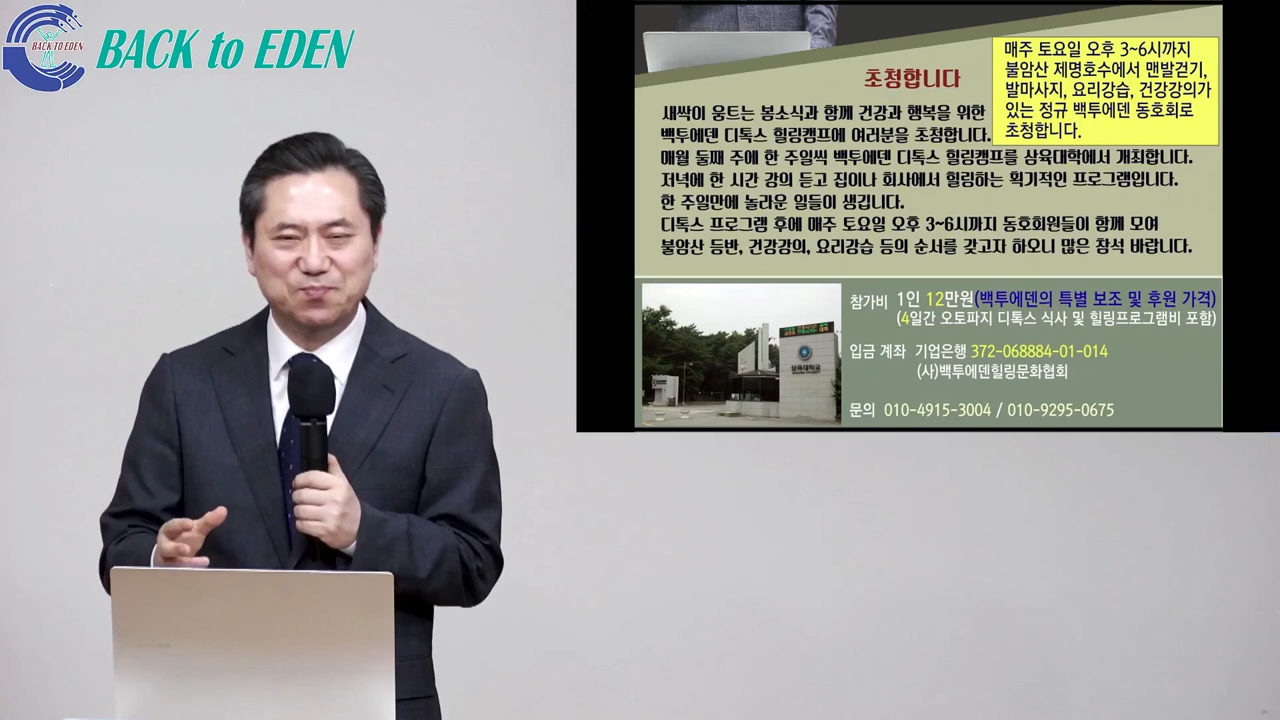 BACK TO EDEN
BACK to EDEN
초청합니다
새싹이 움트는 봉소식과 함께 건강과 행복을 위한
백투에덴 디톡스 힐링캠프에 여러분을 초청합니다.
매월 둘째 주에 한 주일씩 백투에덴 디톡스 힐링캠프를 삼육대학에서 개최합니다.
저녁에 한 시간 강의 듣고 집이나 회사에서 힐링하는 획기적인 프로그램입니다.
한 주일만에 놀라운 일들이 생깁니다.
디톡스 프로그램 후에 매주 토요일 오후 3~6시까지 동호회원들이 함께 모여
불암산 등반, 건강강의, 요리강습 등의 순서를 갖고자 하오니 많은 참석 바랍니다.
매주 토요일 오후 3~6시까지
불암산 제명호수에서 맨발걷기,
발마사지, 요리강습, 건강강의가
있는 정규 백투에덴 동호회로
초청합니다.
삼육대학교
참가비 1인 12만원(백투에덴의 특별 보조 및 후원 가격)
(4일간 오토파지 디톡스 식사 및 힐링프로그램비 포함)
입금 계좌 기업은행 372-068884-01-014
(사)백투에덴힐링문화협회
문의 010-4915-3004 / 010-9295-0675